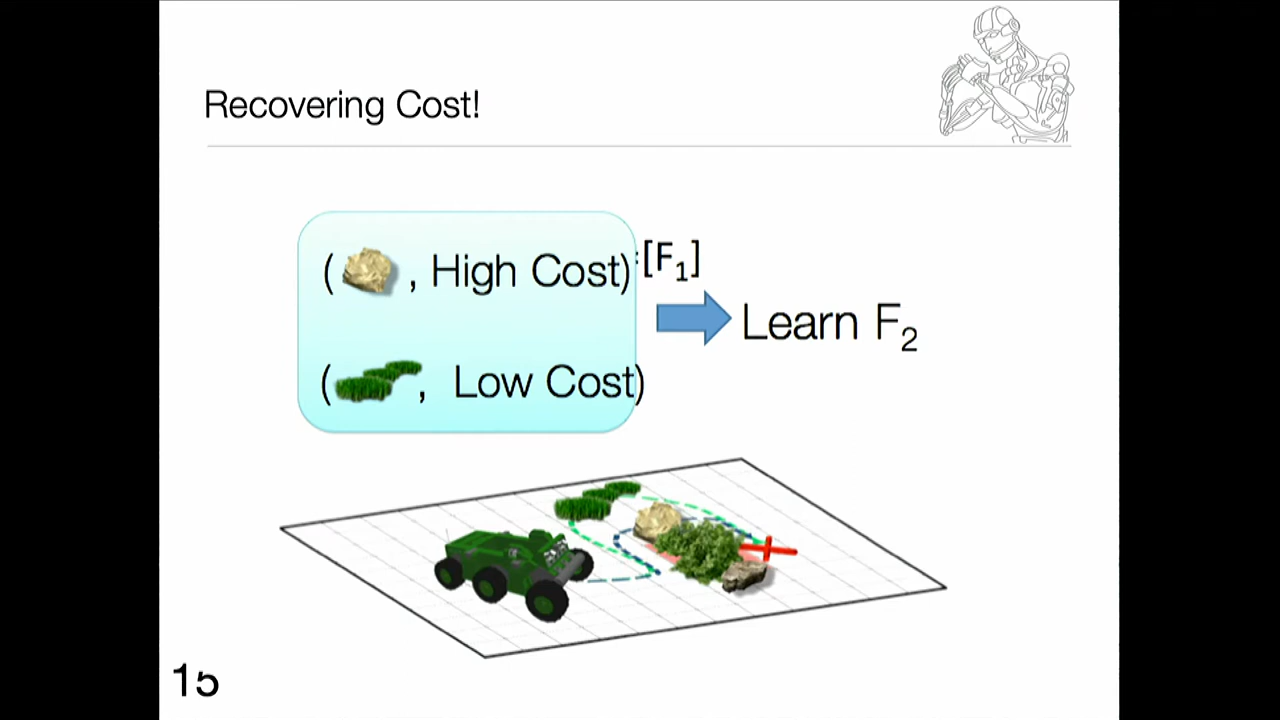 Recovering Cost!
( , High Cost) [F1]
Learn F2
( , Low Cost)
15